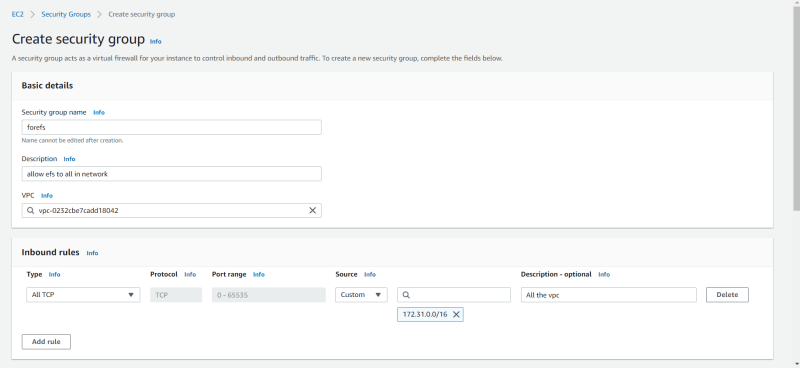 EC2 > Security Groups > Create security group
Create security group Info
A security group acts as a virtual firewall for your instance to control inbound and outbound traffic. To create a new security group, complete the fields below.
Basic details
Security group name Info
forefs
Name cannot be edited after creation.
Description Info
allow efs to all in network
VPC Info
vpc-0232cbe7cadd18042
Inbound rules Info
Type Info Protocol Info Port range Info Source Info Description - optional Info
All TCP TCP 0 - 65535 Custom All the vpc Delete
172.31.0.0/16
Add rule